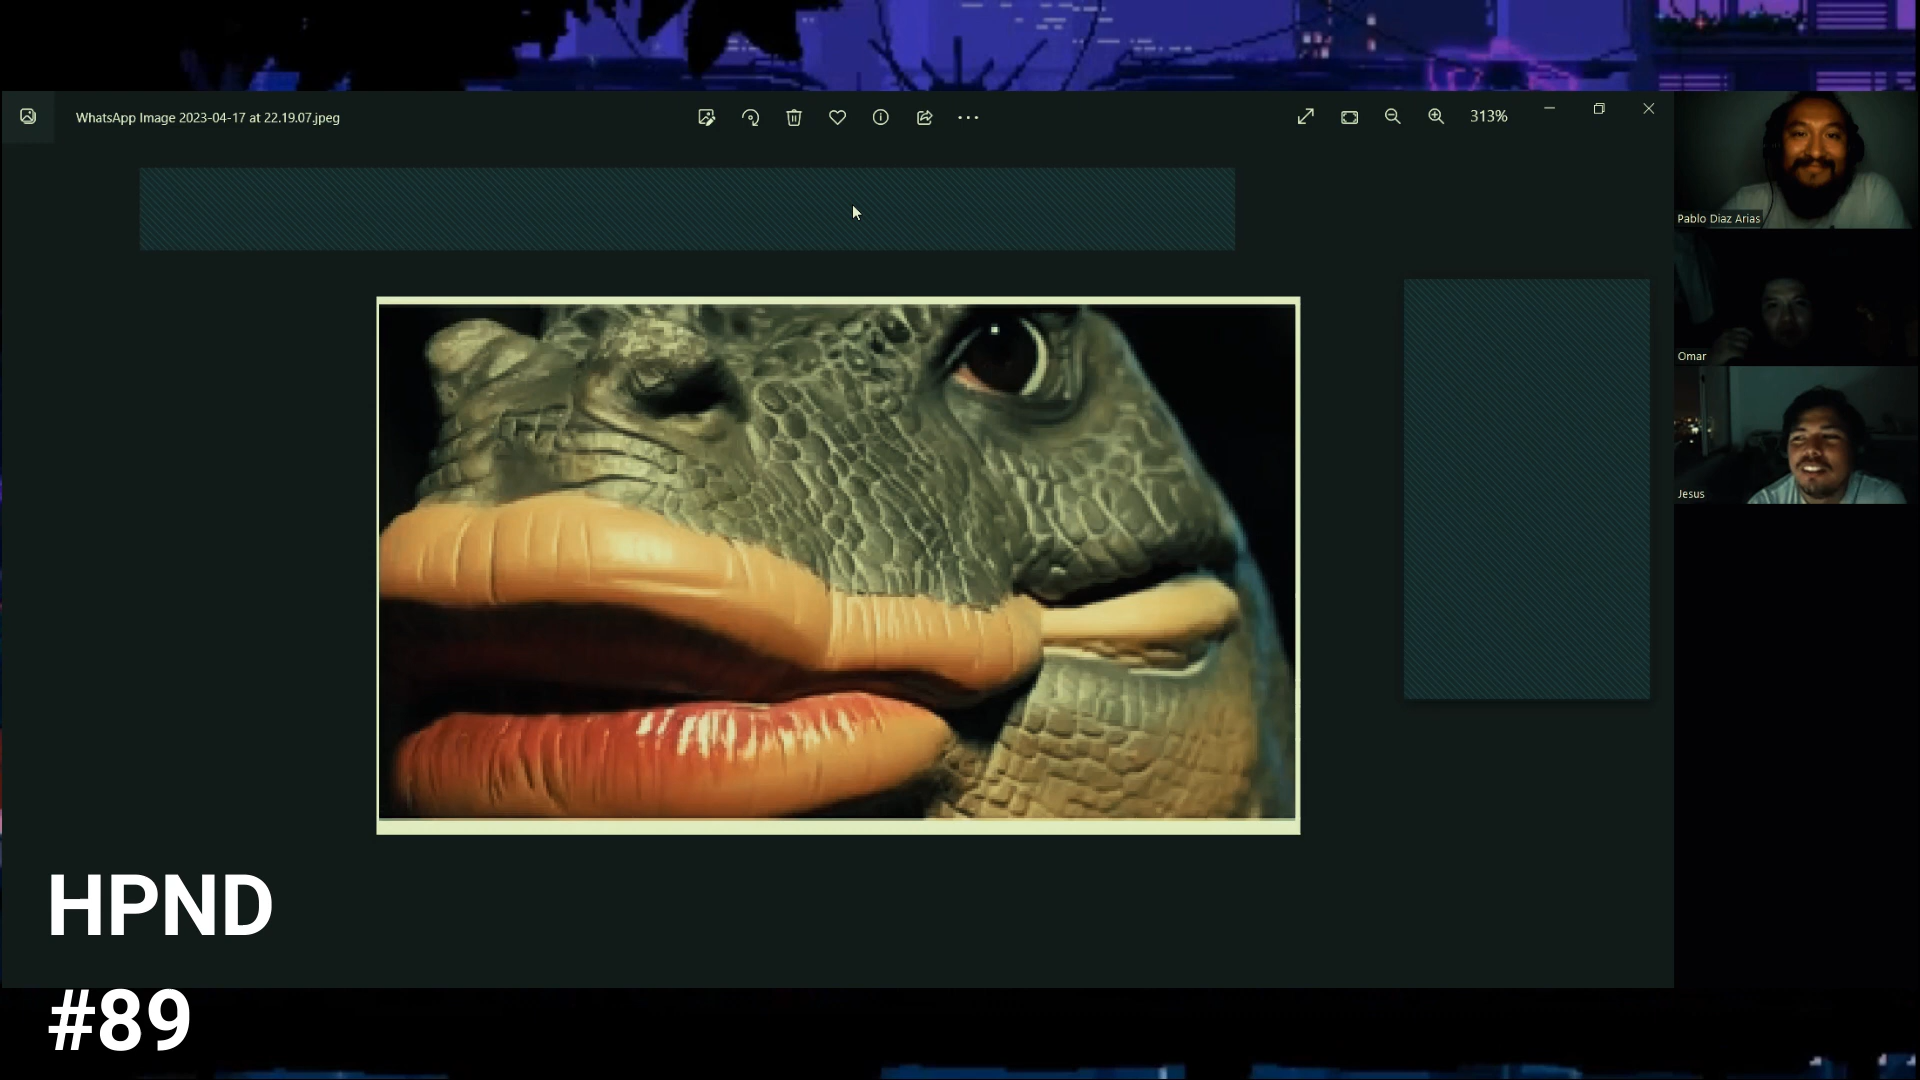 WhatsApp Image 2023-04-17 at 22.19.07.jpeg
313%
Pablo Diaz Arias
Omar
Jesus
HPND
#89